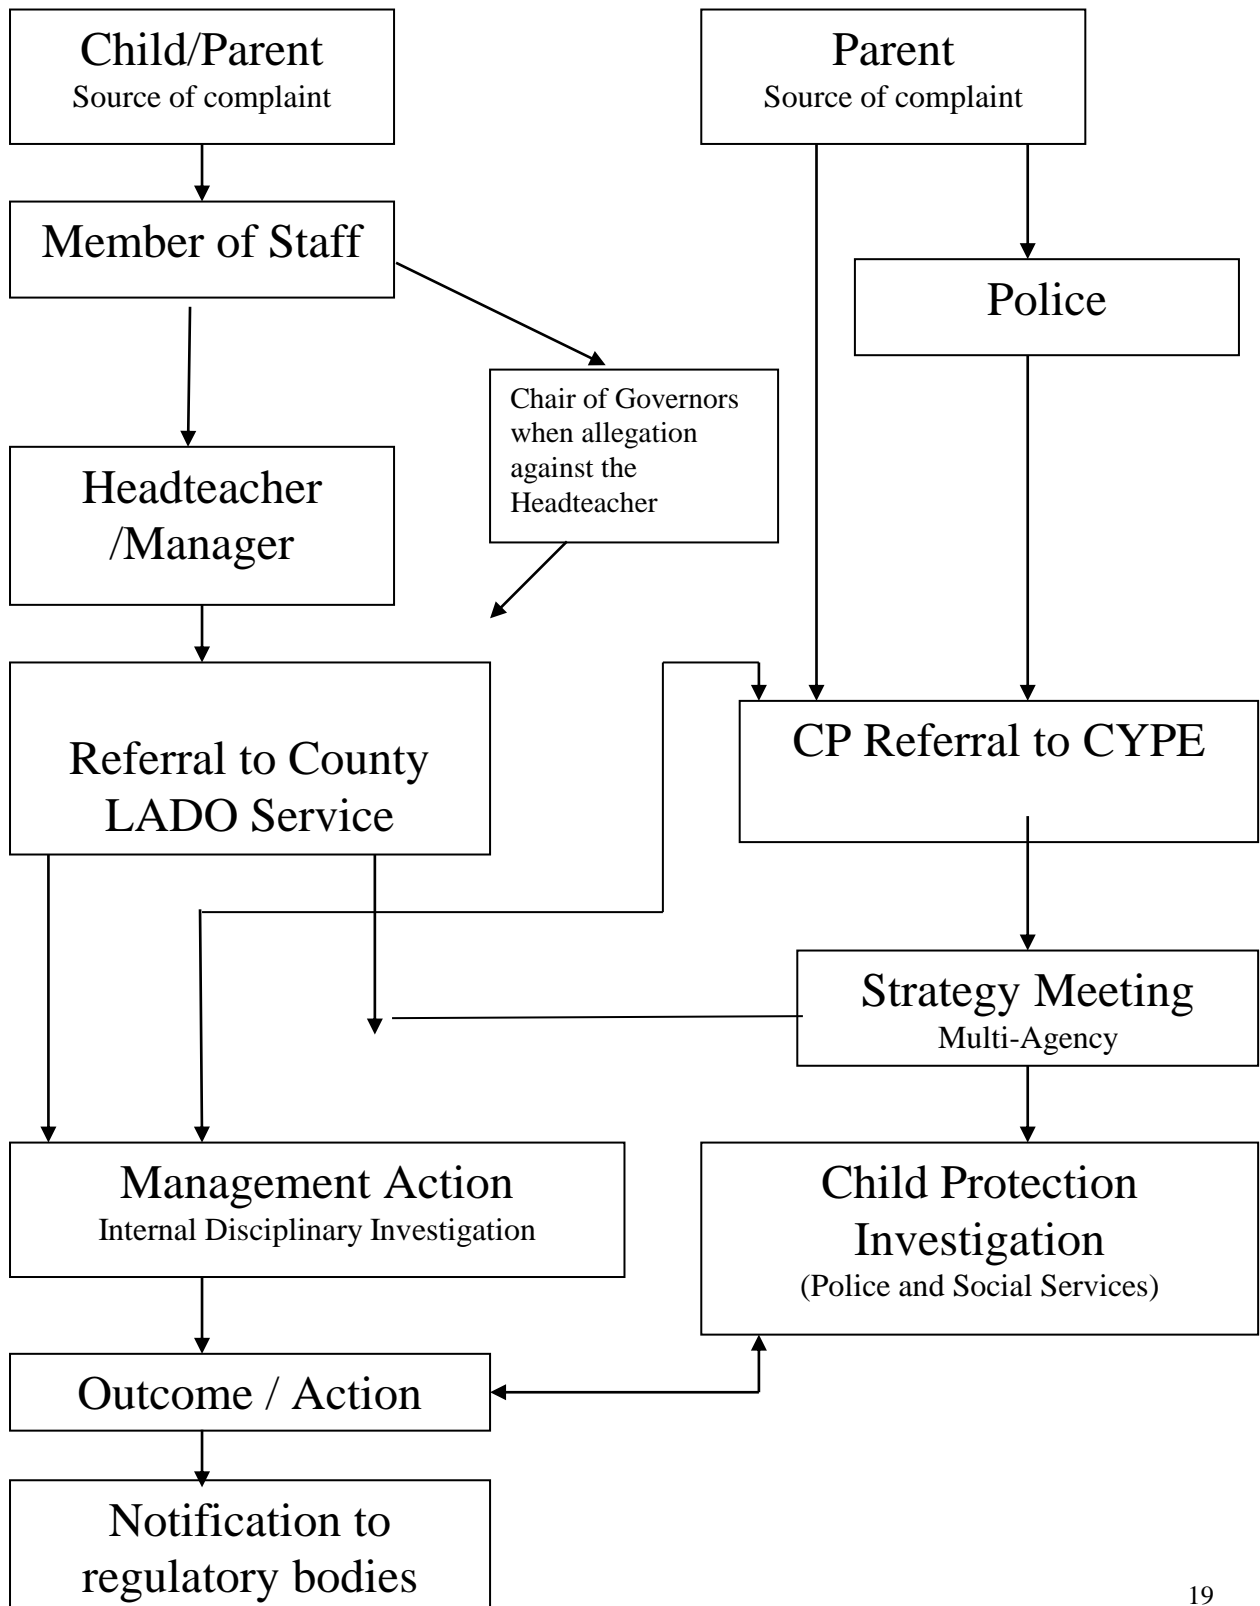 Child/Parent
Source of complaint
Parent
Source of complaint
Member of Staff
Police
Chair of Governors
when allegation
against the
Headteacher
Headteacher
/Manager
Referral to County
LADO Service
CP Referral to CYPE
Strategy Meeting
Multi-Agency
Management Action
Internal Disciplinary Investigation
Child Protection
Investigation
(Police and Social Services)
Outcome / Action
Notification to
regulatory bodies
19